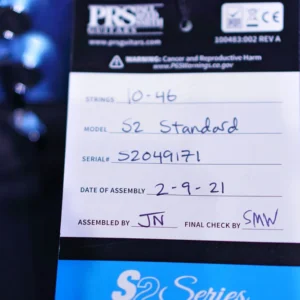 PRS
GUITARS
www.prsguitars.com
CE
100483:002 REV A
WARNING: Cancer and Reproductive Harm
www.P65Warnings.ca.gov
STRINGS 10-46
MODEL S2 Standard
SERIAL# S2049171
DATE OF ASSEMBLY 2-9-21
ASSEMBLED BY JN FINAL CHECK BY SMW
S2 Series